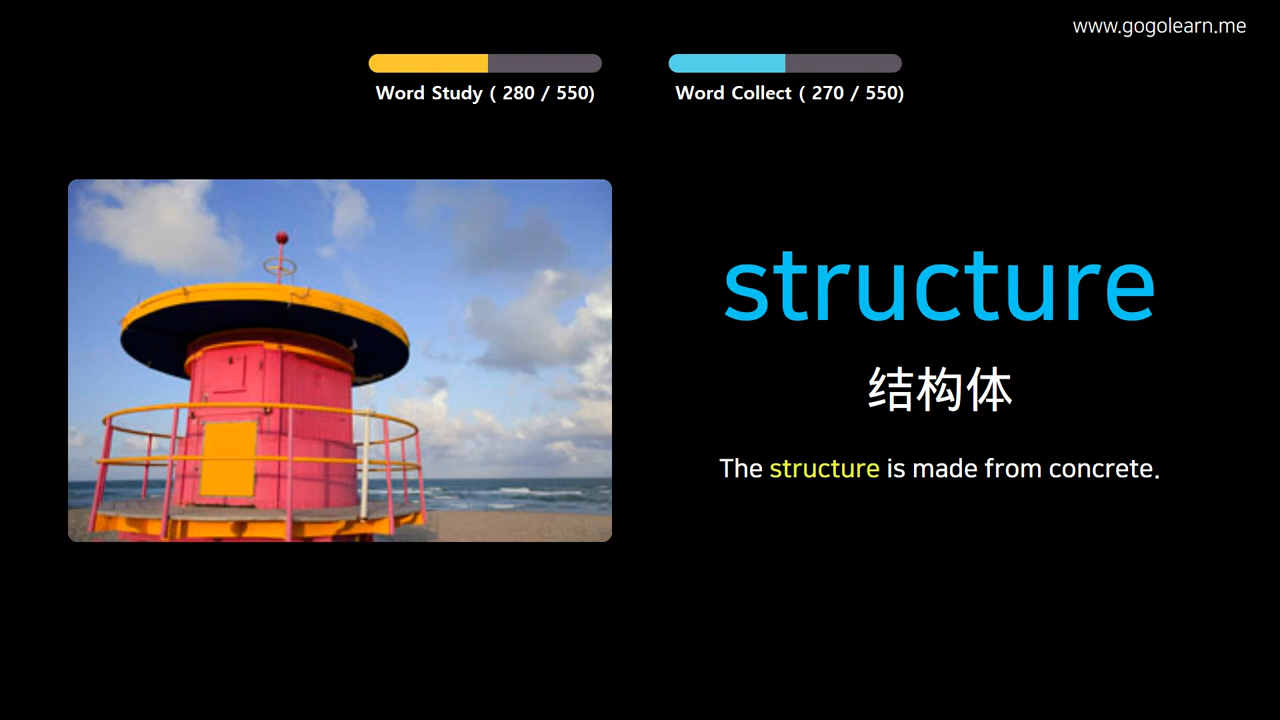 www.gogolearn.me
Word Study ( 280 / 550)
Word Collect ( 270 / 550)
structure
结构体
The structure is made from concrete.